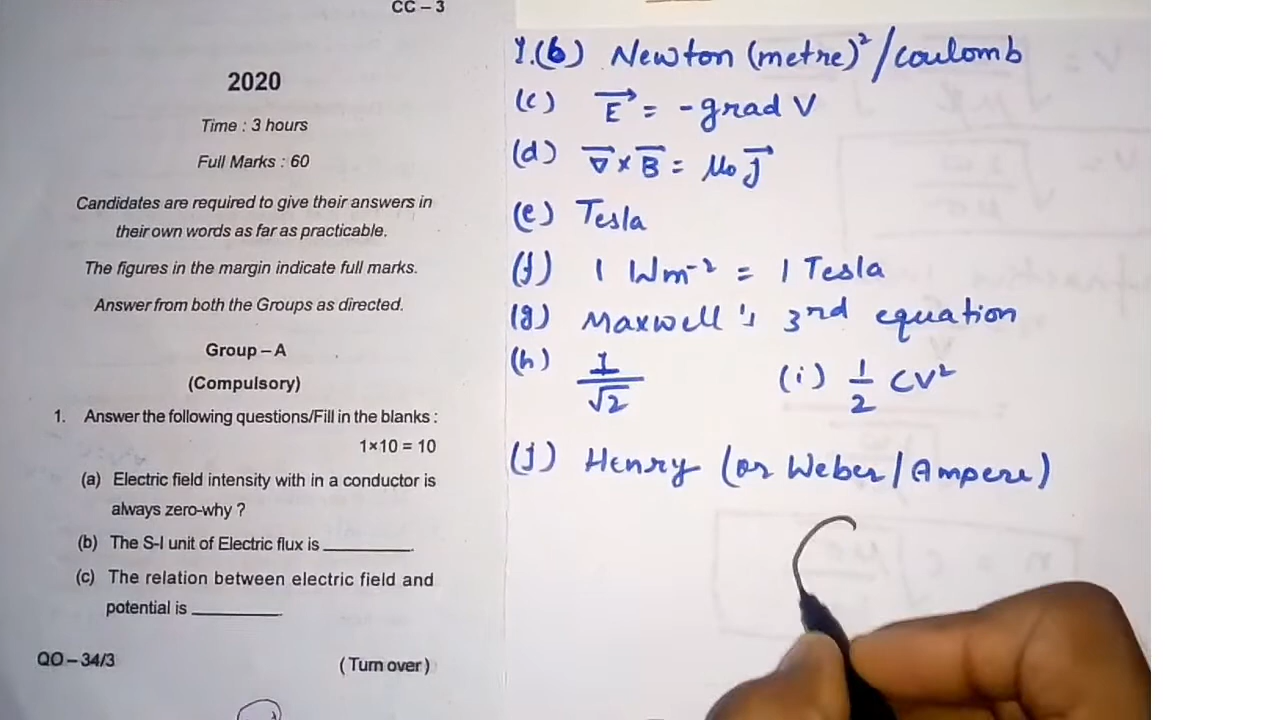 CC – 3
2020
Time : 3 hours
Full Marks : 60
Candidates are required to give their answers in
their own words as far as practicable.
The figures in the margin indicate full marks.
Answer from both the Groups as directed.
Group – A
(Compulsory)
1. Answer the following questions/Fill in the blanks :
1×10 = 10
(a) Electric field intensity with in a conductor is
always zero-why ?
(b) The S-I unit of Electric flux is ________.
(c) The relation between electric field and
potential is ________.
QO – 34/3
( Turn over )
1.(b) Newton (metre)²/coulomb
(c) E⃗ = -grad V
(d) ∇⃗ × B⃗ = μ₀ J⃗
(e) Tesla
(f) 1 Wm⁻² = 1 Tesla
(g) Maxwell's 3rd equation
(h) 1/√2 (i) 1/2 CV²
(j) Henry (or Weber/Ampere)